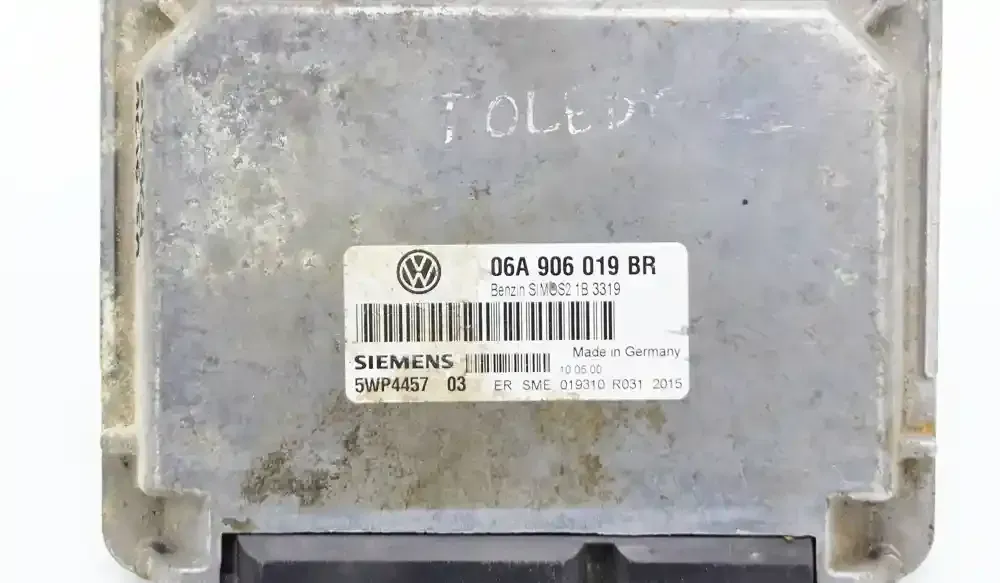 TOLED
06A 906 019 BR
Benzin SIMOS2 1B 3319
SIEMENS
Made in Germany
10.05.00
5WP4457 03
ER SME 019310 R031 2015